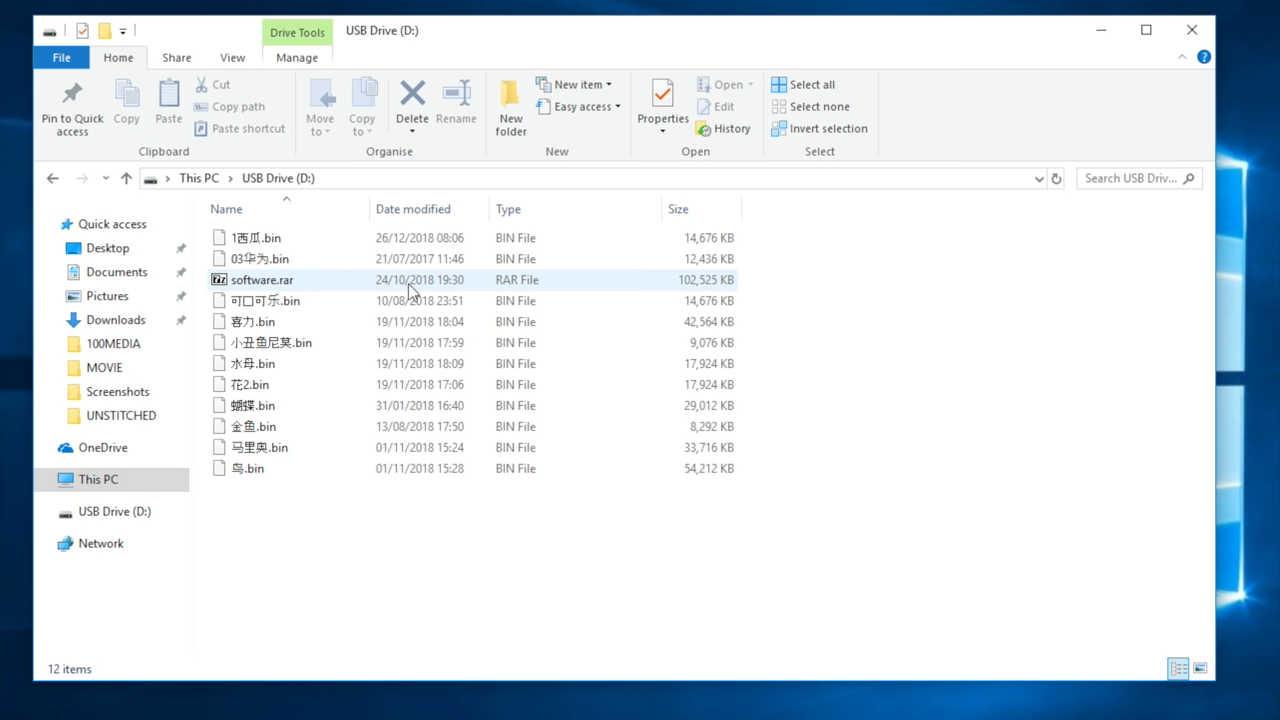 Drive Tools USB Drive (D:)
File Home Share View Manage
Pin to Quick access
Copy
Paste
Cut
Copy path
Paste shortcut
Clipboard
Move to
Copy to
Delete
Rename
Organise
New folder
New item
Easy access
New
Properties
Open
Edit
History
Open
Select all
Select none
Invert selection
Select
This PC > USB Drive (D:)
Search USB Driv...
Quick access
Desktop
Documents
Pictures
Downloads
100MEDIA
MOVIE
Screenshots
UNSTITCHED
OneDrive
This PC
USB Drive (D:)
Network
Name Date modified Type Size
1西瓜.bin 26/12/2018 08:06 BIN File 14,676 KB
03华为.bin 21/07/2017 11:46 BIN File 12,436 KB
software.rar 24/10/2018 19:30 RAR File 102,525 KB
可口可乐.bin 10/08/2018 23:51 BIN File 14,676 KB
喜力.bin 19/11/2018 18:04 BIN File 42,564 KB
小丑鱼尼莫.bin 19/11/2018 17:59 BIN File 9,076 KB
水母.bin 19/11/2018 18:09 BIN File 17,924 KB
花2.bin 19/11/2018 17:06 BIN File 17,924 KB
蝴蝶.bin 31/01/2018 16:40 BIN File 29,012 KB
金鱼.bin 13/08/2018 17:50 BIN File 8,292 KB
马里奥.bin 01/11/2018 15:24 BIN File 33,716 KB
鸟.bin 01/11/2018 15:28 BIN File 54,212 KB
12 items